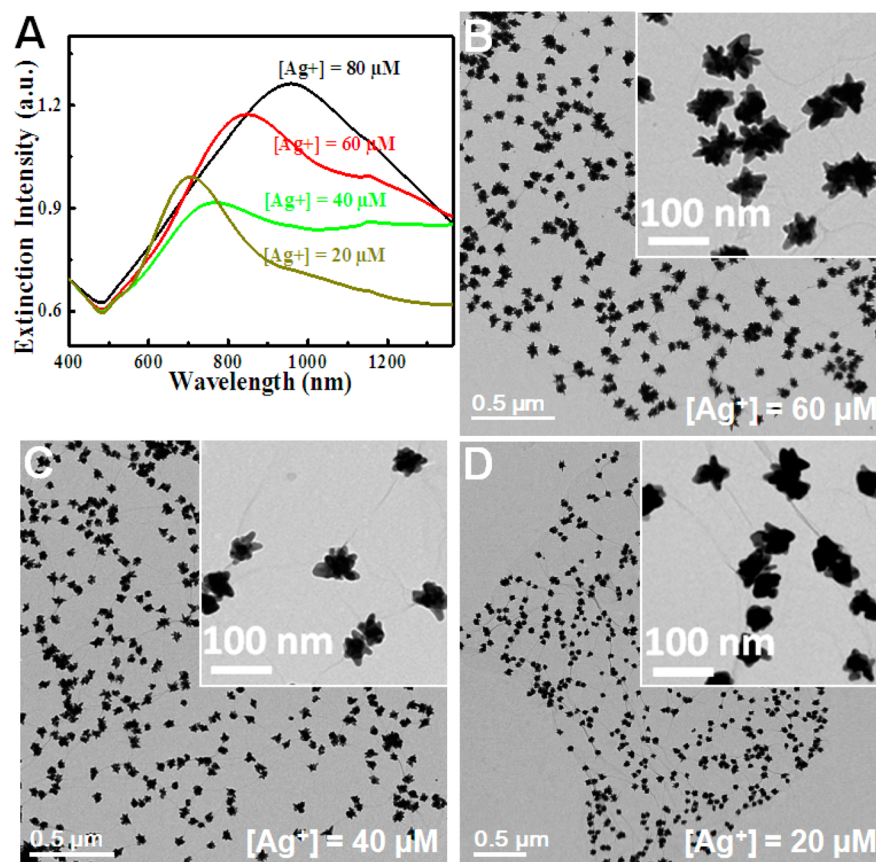 A
Extinction Intensity (a.u.)
1.2
0.9
0.6
[Ag+] = 80 μM
[Ag+] = 60 μM
[Ag+] = 40 μM
[Ag+] = 20 μM
400
600
800
1000
1200
Wavelength (nm)
B
100 nm
0.5 μm
[Ag⁺] = 60 μM
C
100 nm
0.5 μm
[Ag⁺] = 40 μM
D
100 nm
0.5 μm
[Ag⁺] = 20 μM